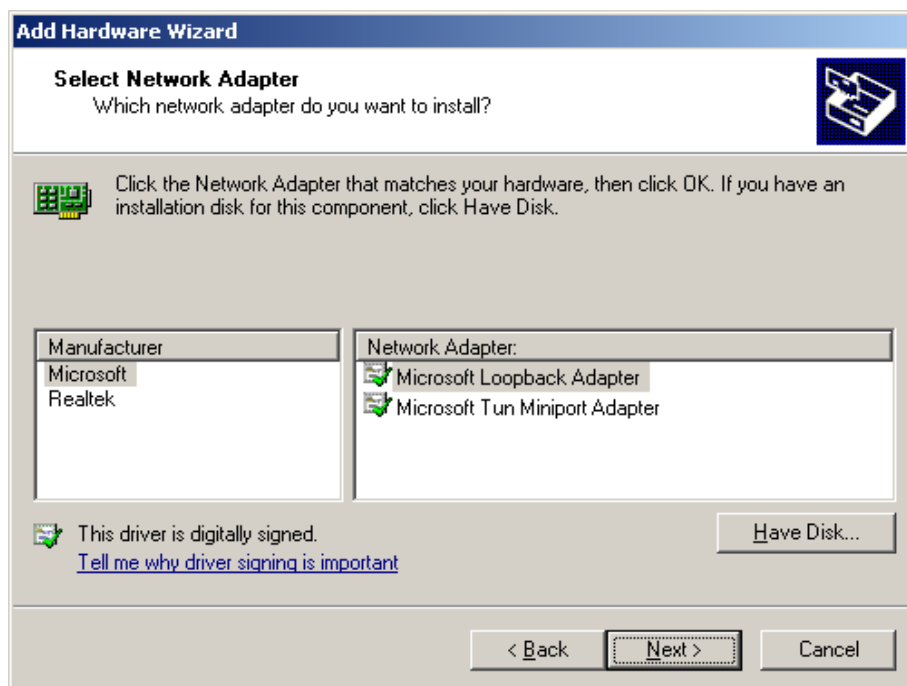 Add Hardware Wizard
Select Network Adapter
Which network adapter do you want to install?
Click the Network Adapter that matches your hardware, then click OK. If you have an
installation disk for this component, click Have Disk.
Manufacturer
Microsoft
Realtek
Network Adapter:
Microsoft Loopback Adapter
Microsoft Tun Miniport Adapter
This driver is digitally signed.
Tell me why driver signing is important
Have Disk...
< Back
Next >
Cancel